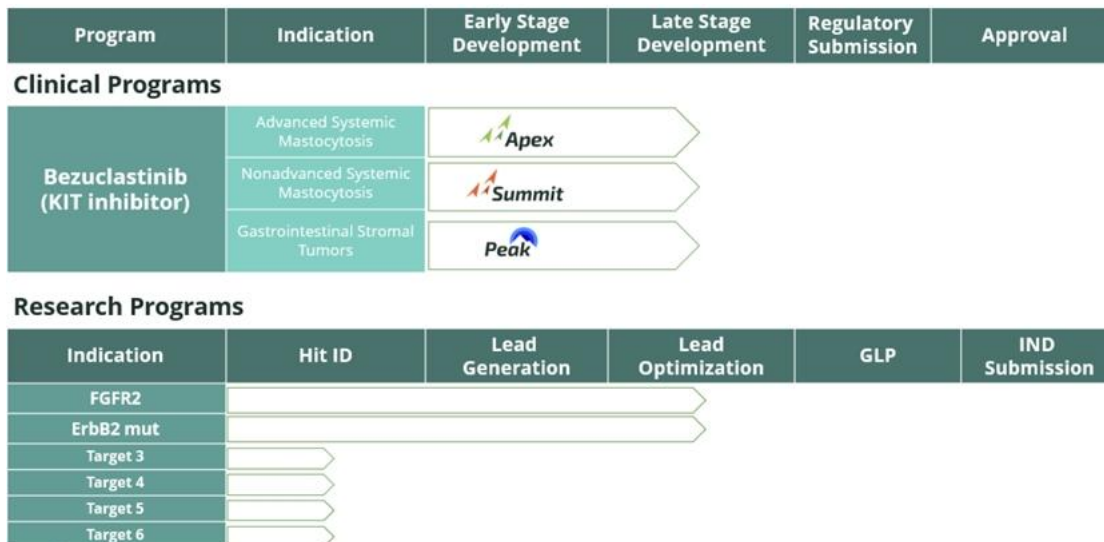 Program
Indication
Early Stage
Development
Late Stage
Development
Regulatory
Submission
Approval
Clinical Programs
Bezuclastinib
(KIT inhibitor)
Advanced Systemic
Mastocytosis
Apex
Nonadvanced Systemic
Mastocytosis
Summit
Gastrointestinal Stromal
Tumors
Peak
Research Programs
Indication
Hit ID
Lead
Generation
Lead
Optimization
GLP
IND
Submission
FGFR2
ErbB2 mut
Target 3
Target 4
Target 5
Target 6